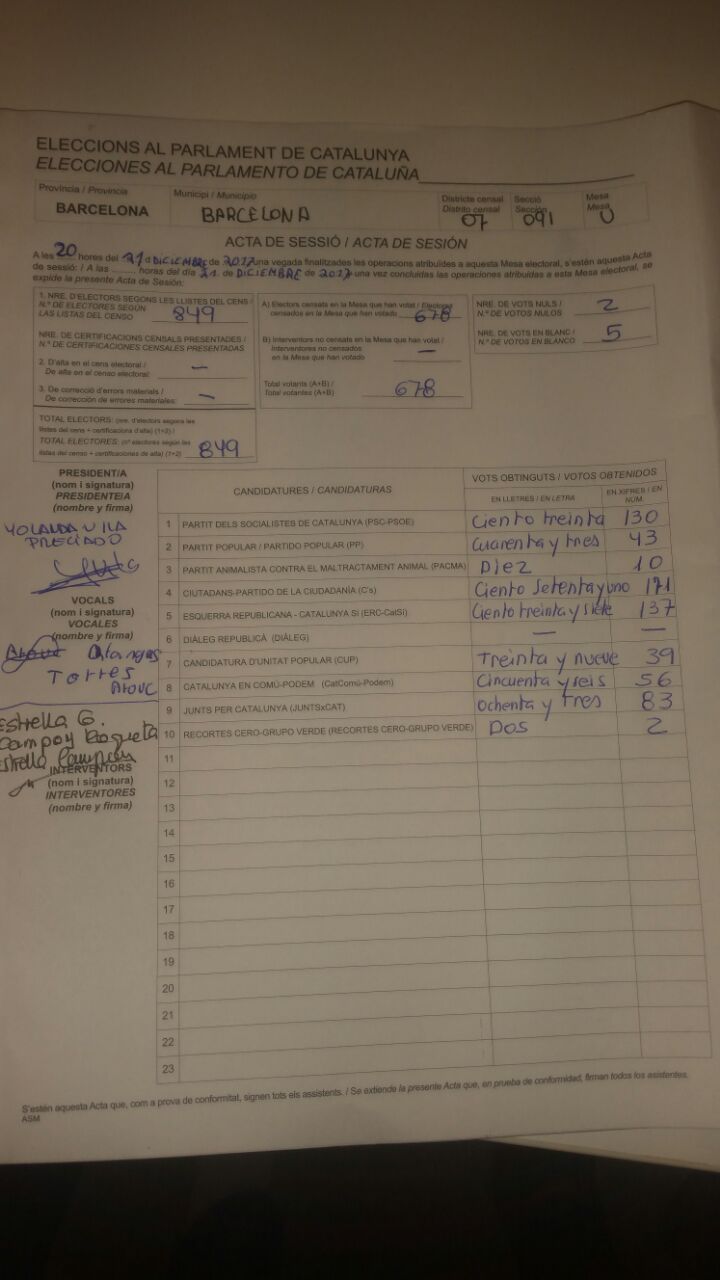 ELECCIONS AL PARLAMENT DE CATALUNYA
ELECCIONES AL PARLAMENTO DE CATALUÑA
Província / Provincia
BARCELONA
Municipi / Municipio
BARCELONA
Districte censal
Distrito censal
07
Secció
Sección
091
Mesa
Mesa
U
ACTA DE SESSIÓ / ACTA DE SESIÓN
A les 20 hores del 21 d DICIEMBRE de 2017 una vegada finalitzades les operacions atribuïdes a aquesta Mesa electoral, s'estén aquesta Acta
de sessió: / A las ........ horas del día 21. de DICIEMBRE de 2017 una vez concluidas las operaciones atribuidas a esta Mesa electoral, se
expide la presente Acta de Sesión:
1. NRE. D'ELECTORS SEGONS LES LLISTES DEL CENS /
N.º DE ELECTORES SEGÚN
LAS LISTAS DEL CENSO 849
NRE. DE CERTIFICACIONS CENSALS PRESENTADES /
N.º DE CERTIFICACIONES CENSALES PRESENTADAS
2. D'alta en el cens electoral /
De alta en el censo electoral: —
3. De correcció d'errors materials /
De corrección de errores materiales: —
TOTAL ELECTORS: (nre. d'electors segons les
llistes del cens + certificacions d'alta) (1+2) /
TOTAL ELECTORES: (nº electores según las
listas del censo + certificaciones de alta) (1+2) 849
A) Electors censats en la Mesa que han votat / Electores
censados en la Mesa que han votado 678
B) Interventors no censats en la Mesa que han votat /
Interventores no censados
en la Mesa que han votado —
Total votants (A+B) /
Total votantes (A+B) 678
NRE. DE VOTS NULS /
N.º DE VOTOS NULOS 2
NRE. DE VOTS EN BLANC /
N.º DE VOTOS EN BLANCO 5
PRESIDENT/A
(nom i signatura)
PRESIDENTE/A
(nombre y firma)
YOLANDA VILA
PRECIADO
VOCALS
(nom i signatura)
VOCALES
(nombre y firma)
Torres
Estrella G.
Campoy Roqueta
Estrella Campoy
INTERVENTORS
(nom i signatura)
INTERVENTORES
(nombre y firma)
CANDIDATURES / CANDIDATURAS
VOTS OBTINGUTS / VOTOS OBTENIDOS
EN LLETRES / EN LETRA
EN XIFRES / EN NÚM.
1 PARTIT DELS SOCIALISTES DE CATALUNYA (PSC-PSOE) Ciento treinta 130
2 PARTIT POPULAR / PARTIDO POPULAR (PP) Cuarenta y tres 43
3 PARTIT ANIMALISTA CONTRA EL MALTRACTAMENT ANIMAL (PACMA) Diez 10
4 CIUTADANS-PARTIDO DE LA CIUDADANÍA (C's) Ciento Setenta y uno 171
5 ESQUERRA REPUBLICANA - CATALUNYA SÍ (ERC-CatSí) Ciento treinta y siete 137
6 DIÀLEG REPUBLICÀ (DIÀLEG) — —
7 CANDIDATURA D'UNITAT POPULAR (CUP) Treinta y nueve 39
8 CATALUNYA EN COMÚ-PODEM (CatComú-Podem) Cincuenta y seis 56
9 JUNTS PER CATALUNYA (JUNTSxCAT) Ochenta y tres 83
10 RECORTES CERO-GRUPO VERDE (RECORTES CERO-GRUPO VERDE) DOS 2
11
12
13
14
15
16
17
18
19
20
21
22
23
S'estén aquesta Acta que, com a prova de conformitat, signen tots els assistents. / Se extiende la presente Acta que, en prueba de conformidad, firman todos los asistentes.
ASM